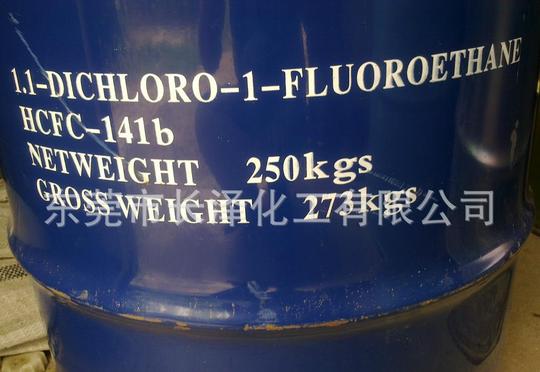 1.1-DICHLORO-1-FLUOROETHANE
HCFC-141b
NETWEIGHT 250kgs
GROSS WEIGHT 273kgs
东莞市长泽化工有限公司